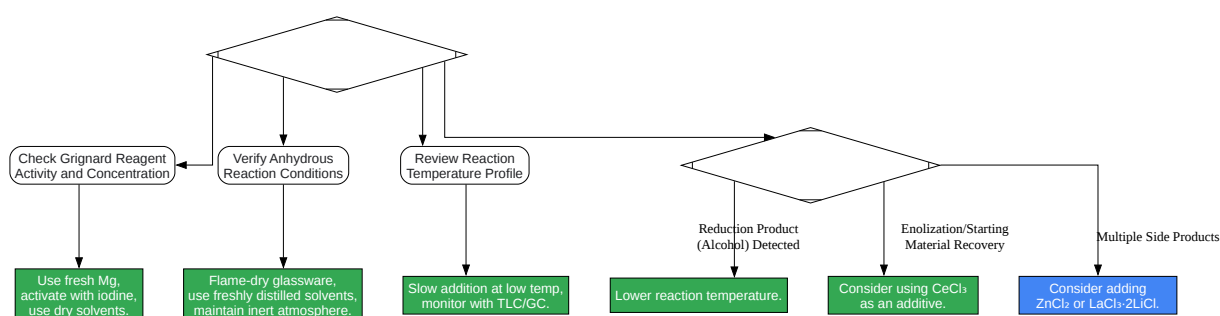 Check Grignard Reagent
Activity and Concentration
Verify Anhydrous
Reaction Conditions
Review Reaction
Temperature Profile
Reduction Product
(Alcohol) Detected
Enolization/Starting
Material Recovery
Multiple Side Products
Use fresh Mg,
activate with iodine,
use dry solvents.
Flame-dry glassware,
use freshly distilled solvents,
maintain inert atmosphere.
Slow addition at low temp,
monitor with TLC/GC.
Lower reaction temperature.
Consider using CeCl₃
as an additive.
Consider adding
ZnCl₂ or LaCl₃·2LiCl.